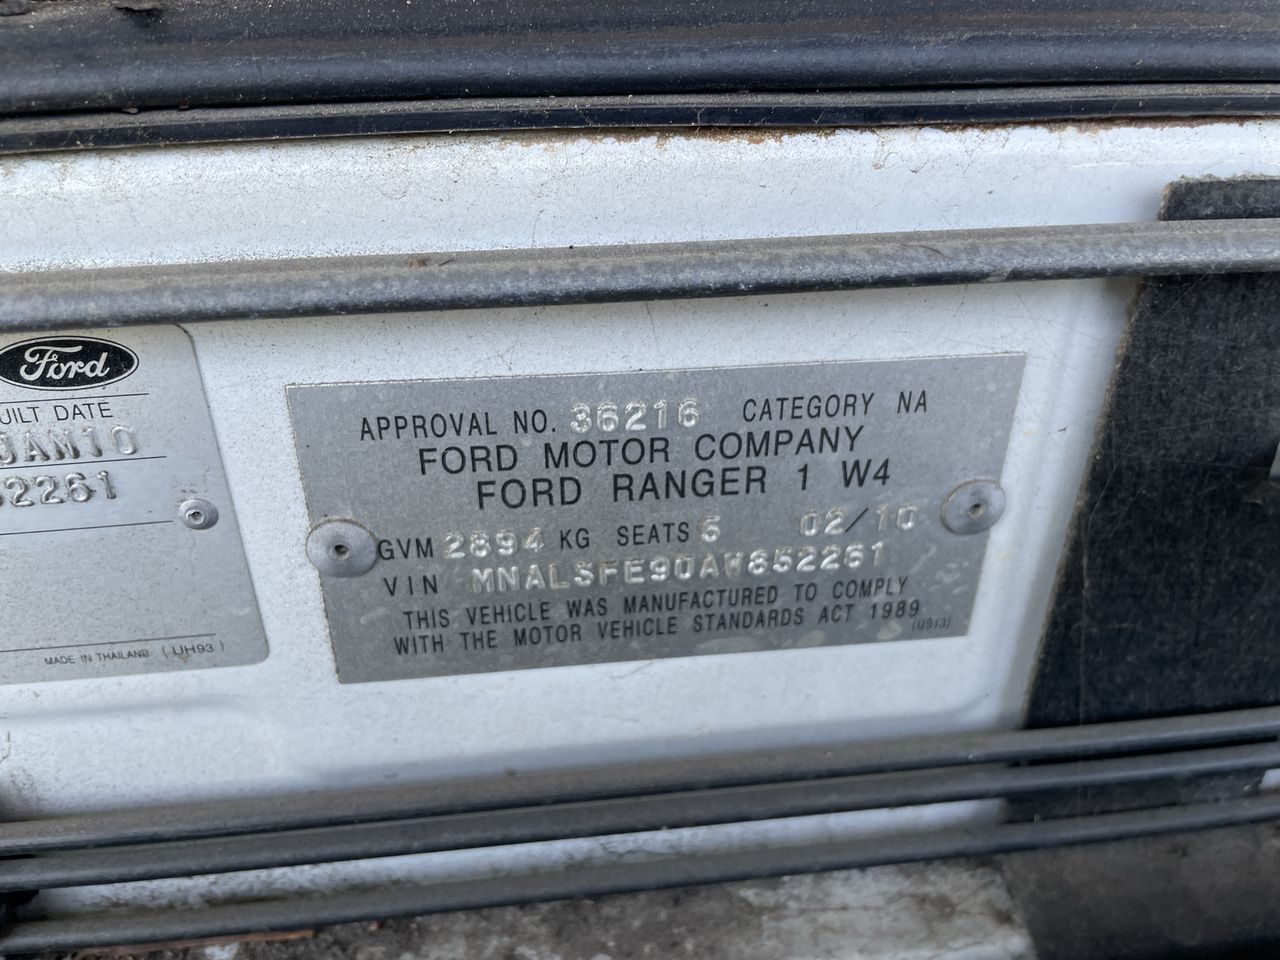 Ford
UILT DATE
JAN10
52261
MADE IN THAILAND (UH93)
APPROVAL NO. 36216 CATEGORY NA
FORD MOTOR COMPANY
FORD RANGER 1 W4
GVM 2894 KG SEATS 5 02/10
VIN MNALSFE90AW852261
THIS VEHICLE WAS MANUFACTURED TO COMPLY
WITH THE MOTOR VEHICLE STANDARDS ACT 1989
(US13)